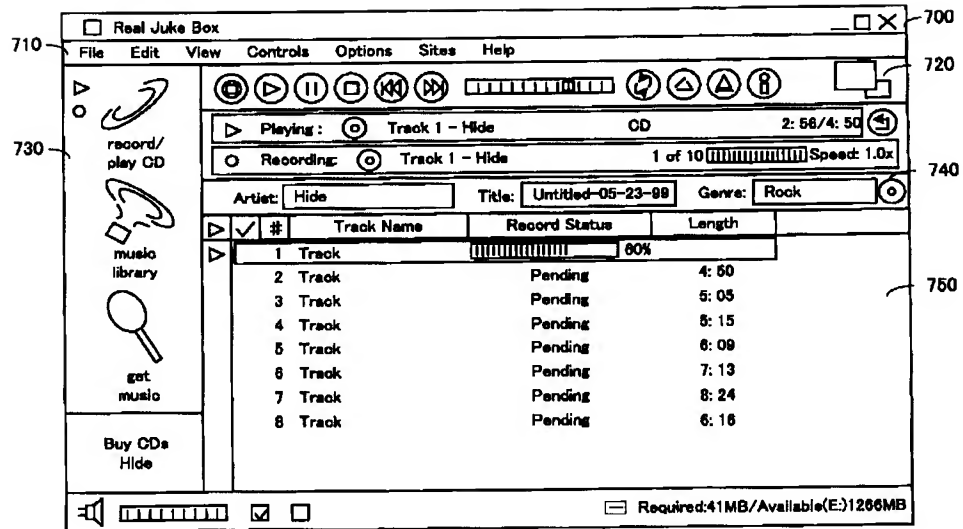 Real Juke Box
700
710
File Edit View Controls Options Sites Help
720
Playing: Track 1 - Hide CD 2: 56/4: 50
730
record/
play CD
Recording: Track 1 - Hide 1 of 10 Speed: 1.0x
740
Artist: Hide Title: Untitled-05-23-99 Genre: Rock
# Track Name Record Status Length
1 Track 60%
music
library
2 Track Pending 4: 50
750
3 Track Pending 5: 05
4 Track Pending 5: 15
5 Track Pending 6: 09
6 Track Pending 7: 13
get
music
7 Track Pending 8: 24
8 Track Pending 6: 16
Buy CDs
Hide
Required:41MB/Available(E:)1266MB